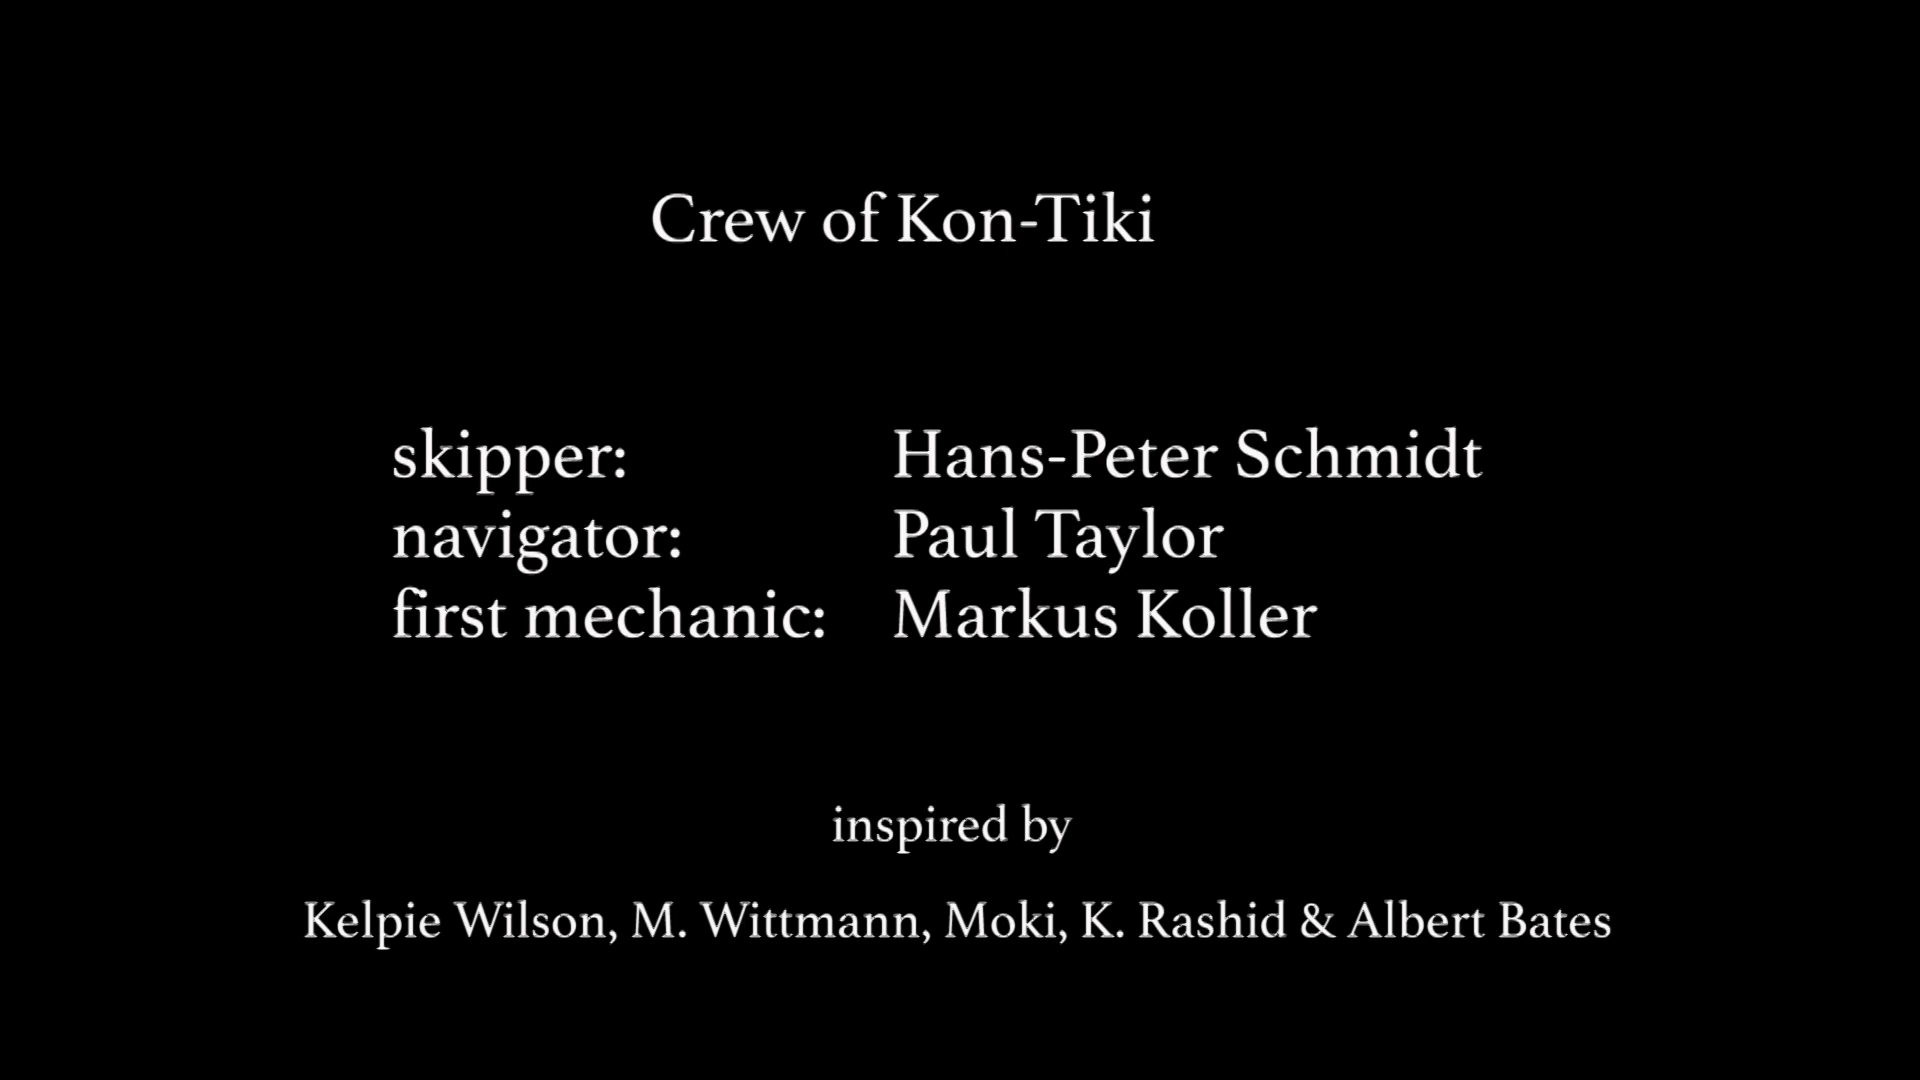 Crew of Kon-Tiki
skipper: Hans-Peter Schmidt
navigator: Paul Taylor
first mechanic: Markus Koller
inspired by
Kelpie Wilson, M. Wittmann, Moki, K. Rashid & Albert Bates